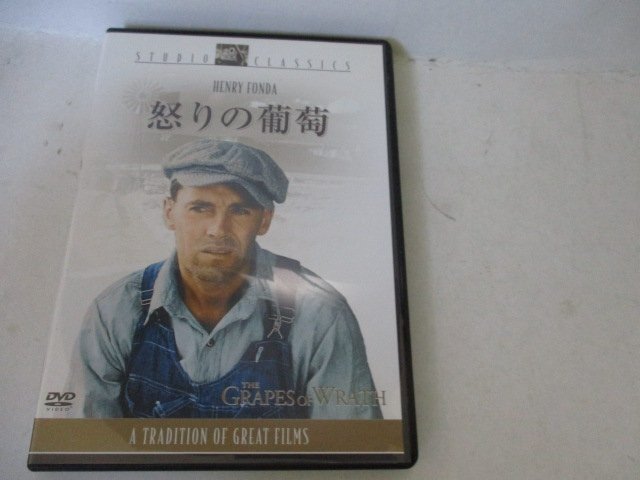 STUDIO CLASSICS
HENRY FONDA
怒りの葡萄
THE
GRAPES OF WRATH
DVD
VIDEO
A TRADITION OF GREAT FILMS